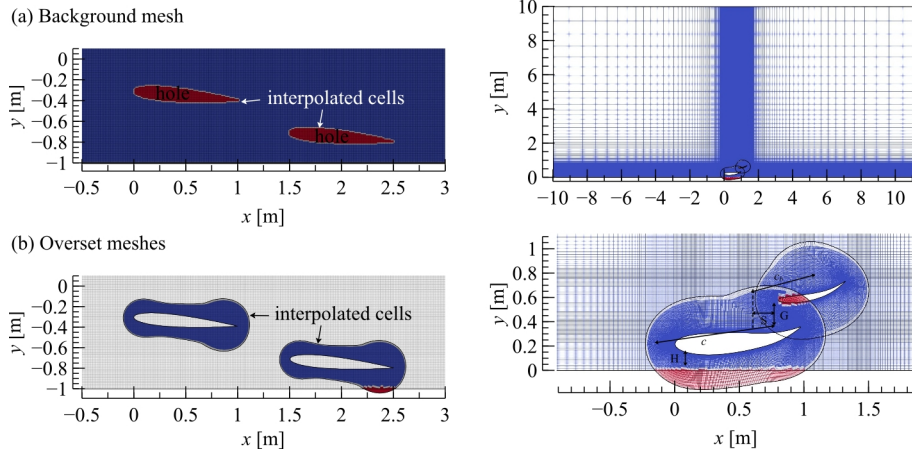 (a) Background mesh
0
−0.2
−0.4
−0.6
−0.8
−1
y [m]
hole
interpolated cells
hole
−0.5 0 0.5 1 1.5 2 2.5 3
x [m]
10
8
6
4
2
0
y [m]
−10 −8 −6 −4 −2 0 2 4 6 8 10
x [m]
(b) Overset meshes
0
−0.2
−0.4
−0.6
−0.8
−1
y [m]
interpolated cells
−0.5 0 0.5 1 1.5 2 2.5 3
x [m]
1
0.8
0.6
0.4
0.2
0
y [m]
S
G
c
H
−0.5 0 0.5 1 1.5
x [m]